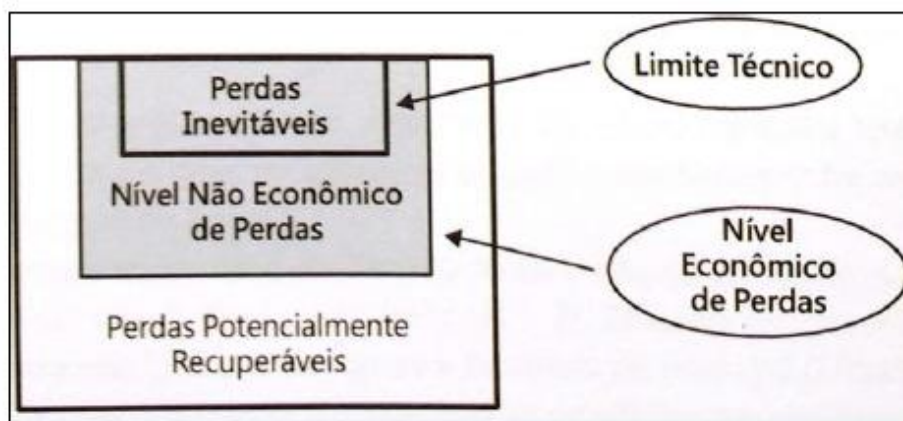 Perdas
Inevitáveis
Limite Técnico
Nível Não Econômico
de Perdas
Nível
Econômico
de Perdas
Perdas Potencialmente
Recuperáveis